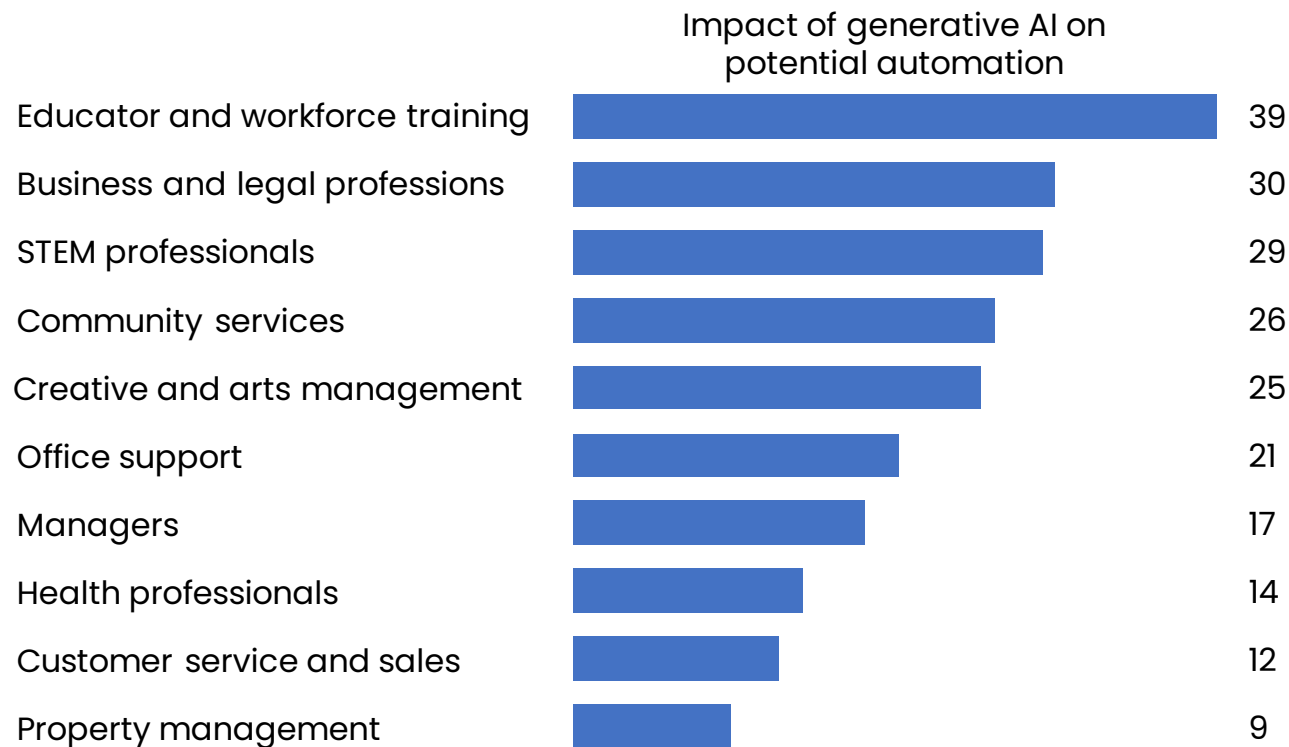 Impact of generative AI on
potential automation
Educator and workforce training 39
Business and legal professions 30
STEM professionals 29
Community services 26
Creative and arts management 25
Office support 21
Managers 17
Health professionals 14
Customer service and sales 12
Property management 9